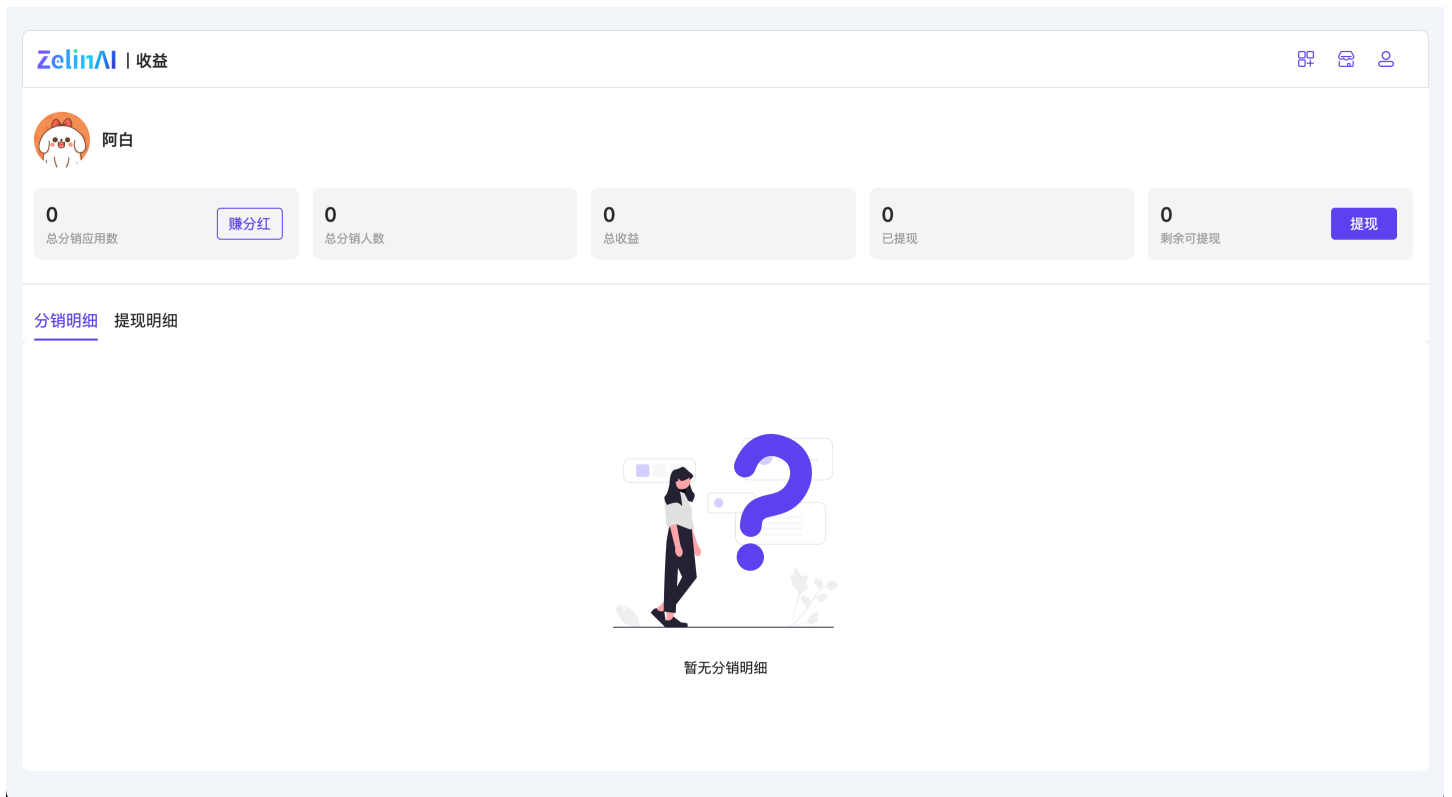 ZelinAI | 收益
阿白
0
总分销应用数
赚分红
0
总分销人数
0
总收益
0
已提现
0
剩余可提现
提现
分销明细 提现明细
暂无分销明细